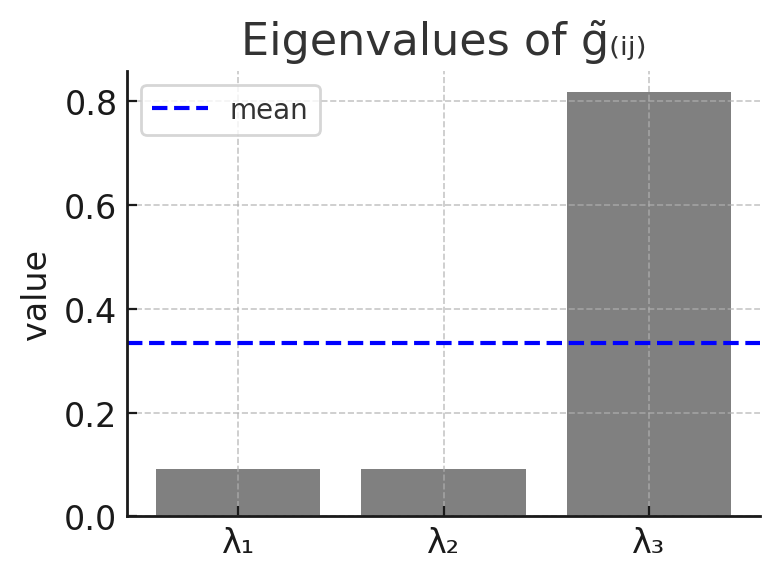 Eigenvalues of g̃₍ij₎
mean
value
0.8
0.6
0.4
0.2
0.0
λ₁ λ₂ λ₃